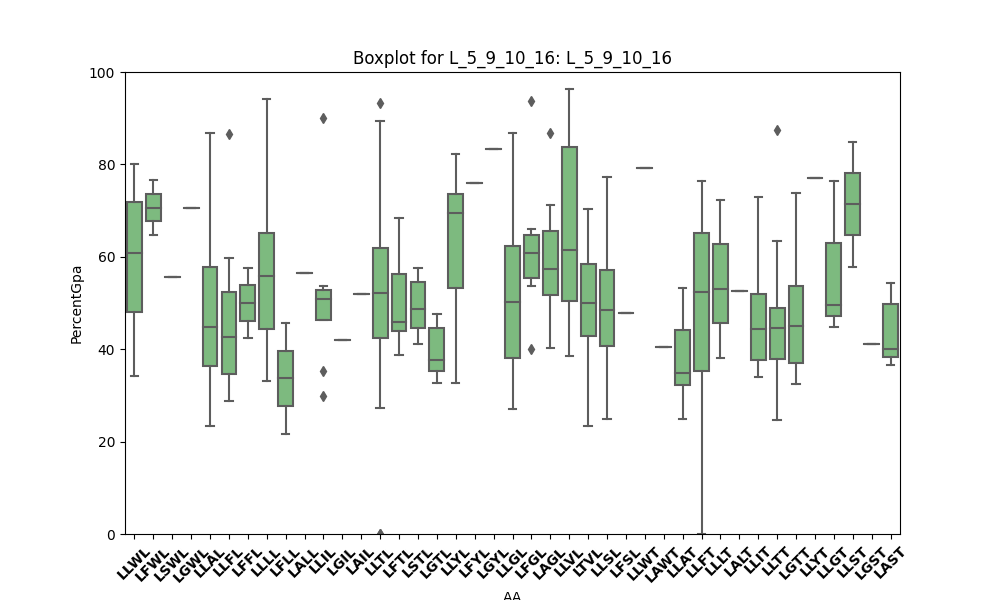 Boxplot for L_5_9_10_16: L_5_9_10_16
100
80
60
40
20
0
PercentGpa
LLWL LFWL LSWL LGWL LLAL LLFL LFFL LLLL LFLL LALL LLIL LGIL LAIL LLTL LFTL LSTL LGTL LLYL LFYL LGYL LLGL LFGL LAGL LLVL LTVL LLSL LFSL LLWT LAWT LLAT LLFT LLLT LALT LLIT LLTT LGTT LLYT LLGT LLST LGST LAST
AA